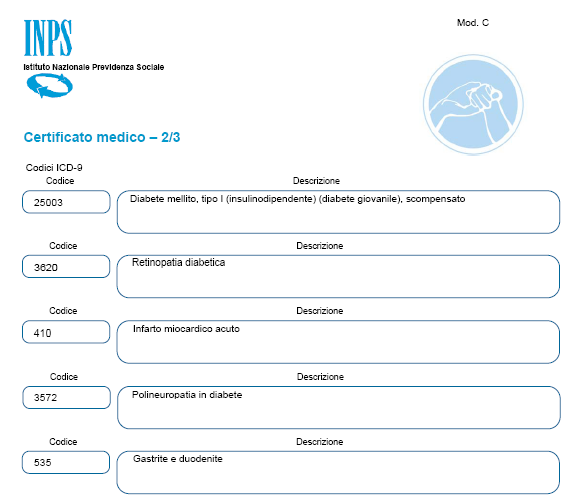 Mod. C
INPS
Istituto Nazionale Previdenza Sociale
Certificato medico – 2/3
Codici ICD-9
Codice Descrizione
25003 Diabete mellito, tipo I (insulinodipendente) (diabete giovanile), scompensato
Codice Descrizione
3620 Retinopatia diabetica
Codice Descrizione
410 Infarto miocardico acuto
Codice Descrizione
3572 Polineuropatia in diabete
Codice Descrizione
535 Gastrite e duodenite